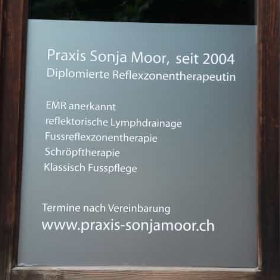 Praxis Sonja Moor, seit 2004
Diplomierte Reflexzonentherapeutin
EMR anerkannt
reflektorische Lymphdrainage
Fussreflexzonentherapie
Schröpftherapie
Klassisch Fusspflege
Termine nach Vereinbarung
www.praxis-sonjamoor.ch